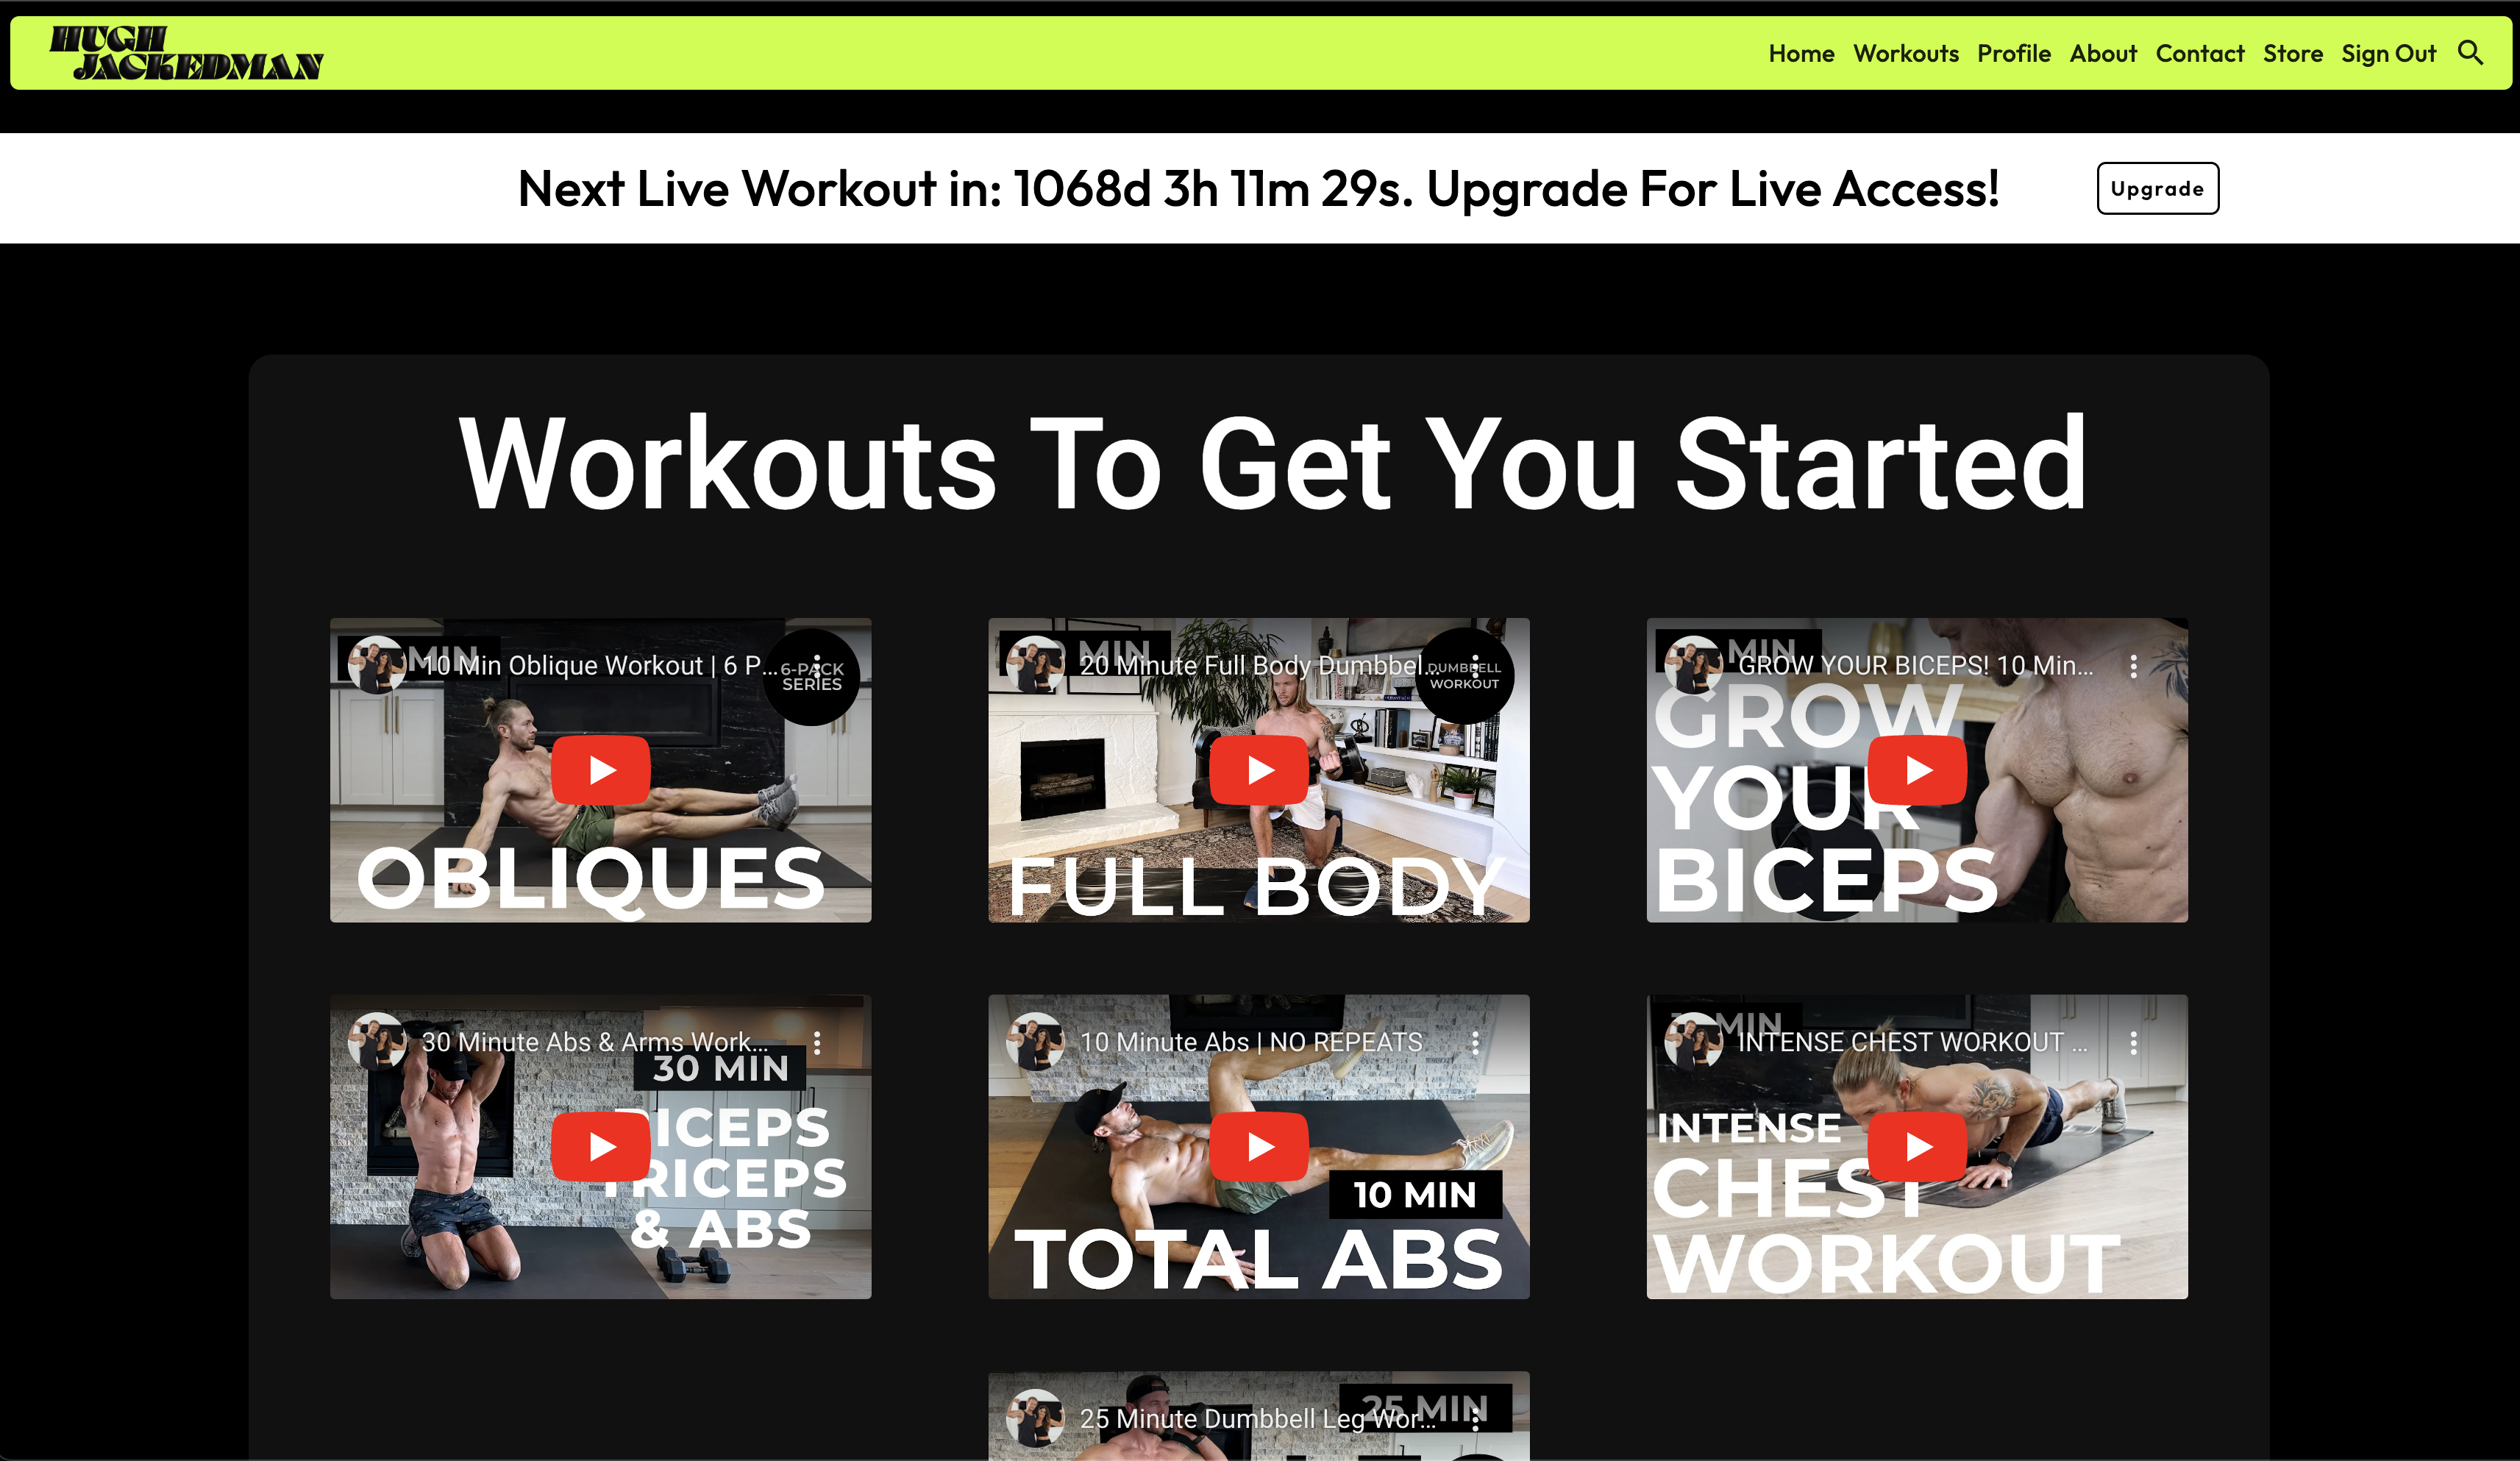 HUGH
JACKEDMAN
Home Workouts Profile About Contact Store Sign Out
Next Live Workout in: 1068d 3h 11m 29s. Upgrade For Live Access!
Upgrade
Workouts To Get You Started
MIN
10 Min Oblique Workout | 6 P...
6-PACK
SERIES
OBLIQUES
MIN
20 Minute Full Body Dumbbel...
DUMBBELL
WORKOUT
FULL BODY
MIN
GROW YOUR BICEPS! 10 Min...
GROW
YOUR
BICEPS
30 Minute Abs & Arms Work...
30 MIN
BICEPS
TRICEPS
& ABS
10 Minute Abs | NO REPEATS
10 MIN
TOTAL ABS
MIN
INTENSE CHEST WORKOUT ...
INTENSE
CHEST
WORKOUT
25 MIN
25 Minute Dumbbell Leg Wor...